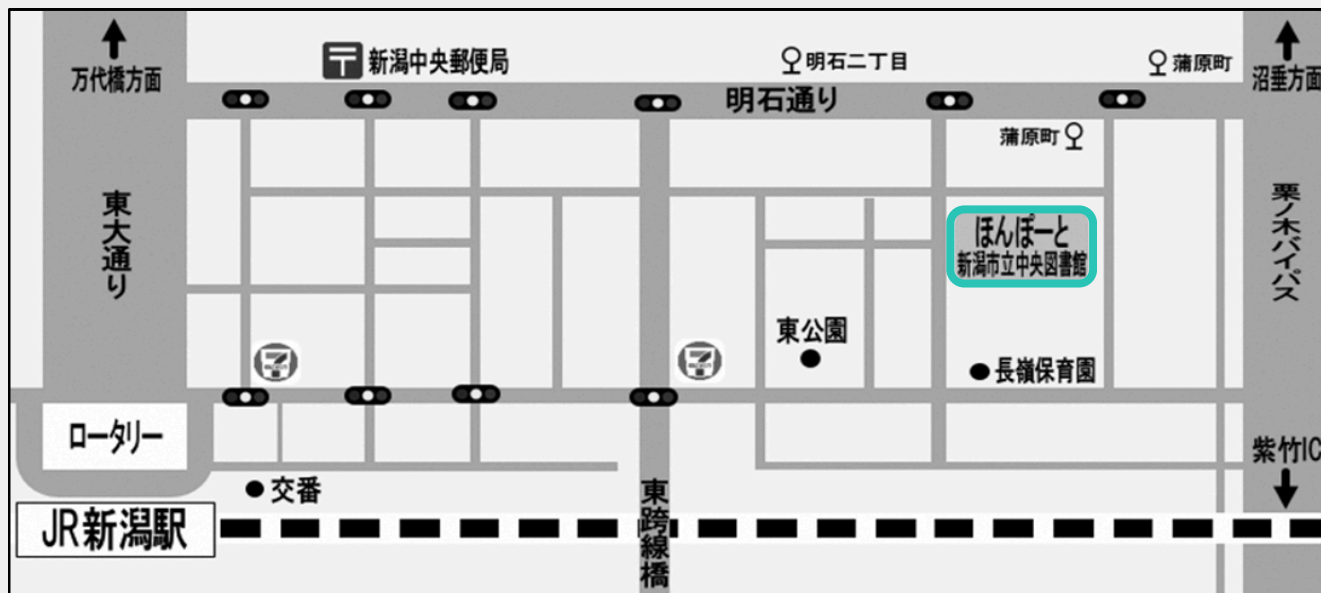 万代橋方面
新潟中央郵便局
明石二丁目
蒲原町
沼垂方面
明石通り
蒲原町
東大通り
栗ノ木バイパス
ほんぽーと
新潟市立中央図書館
東公園
長嶺保育園
ロータリー
紫竹IC
交番
JR新潟駅
東跨線橋